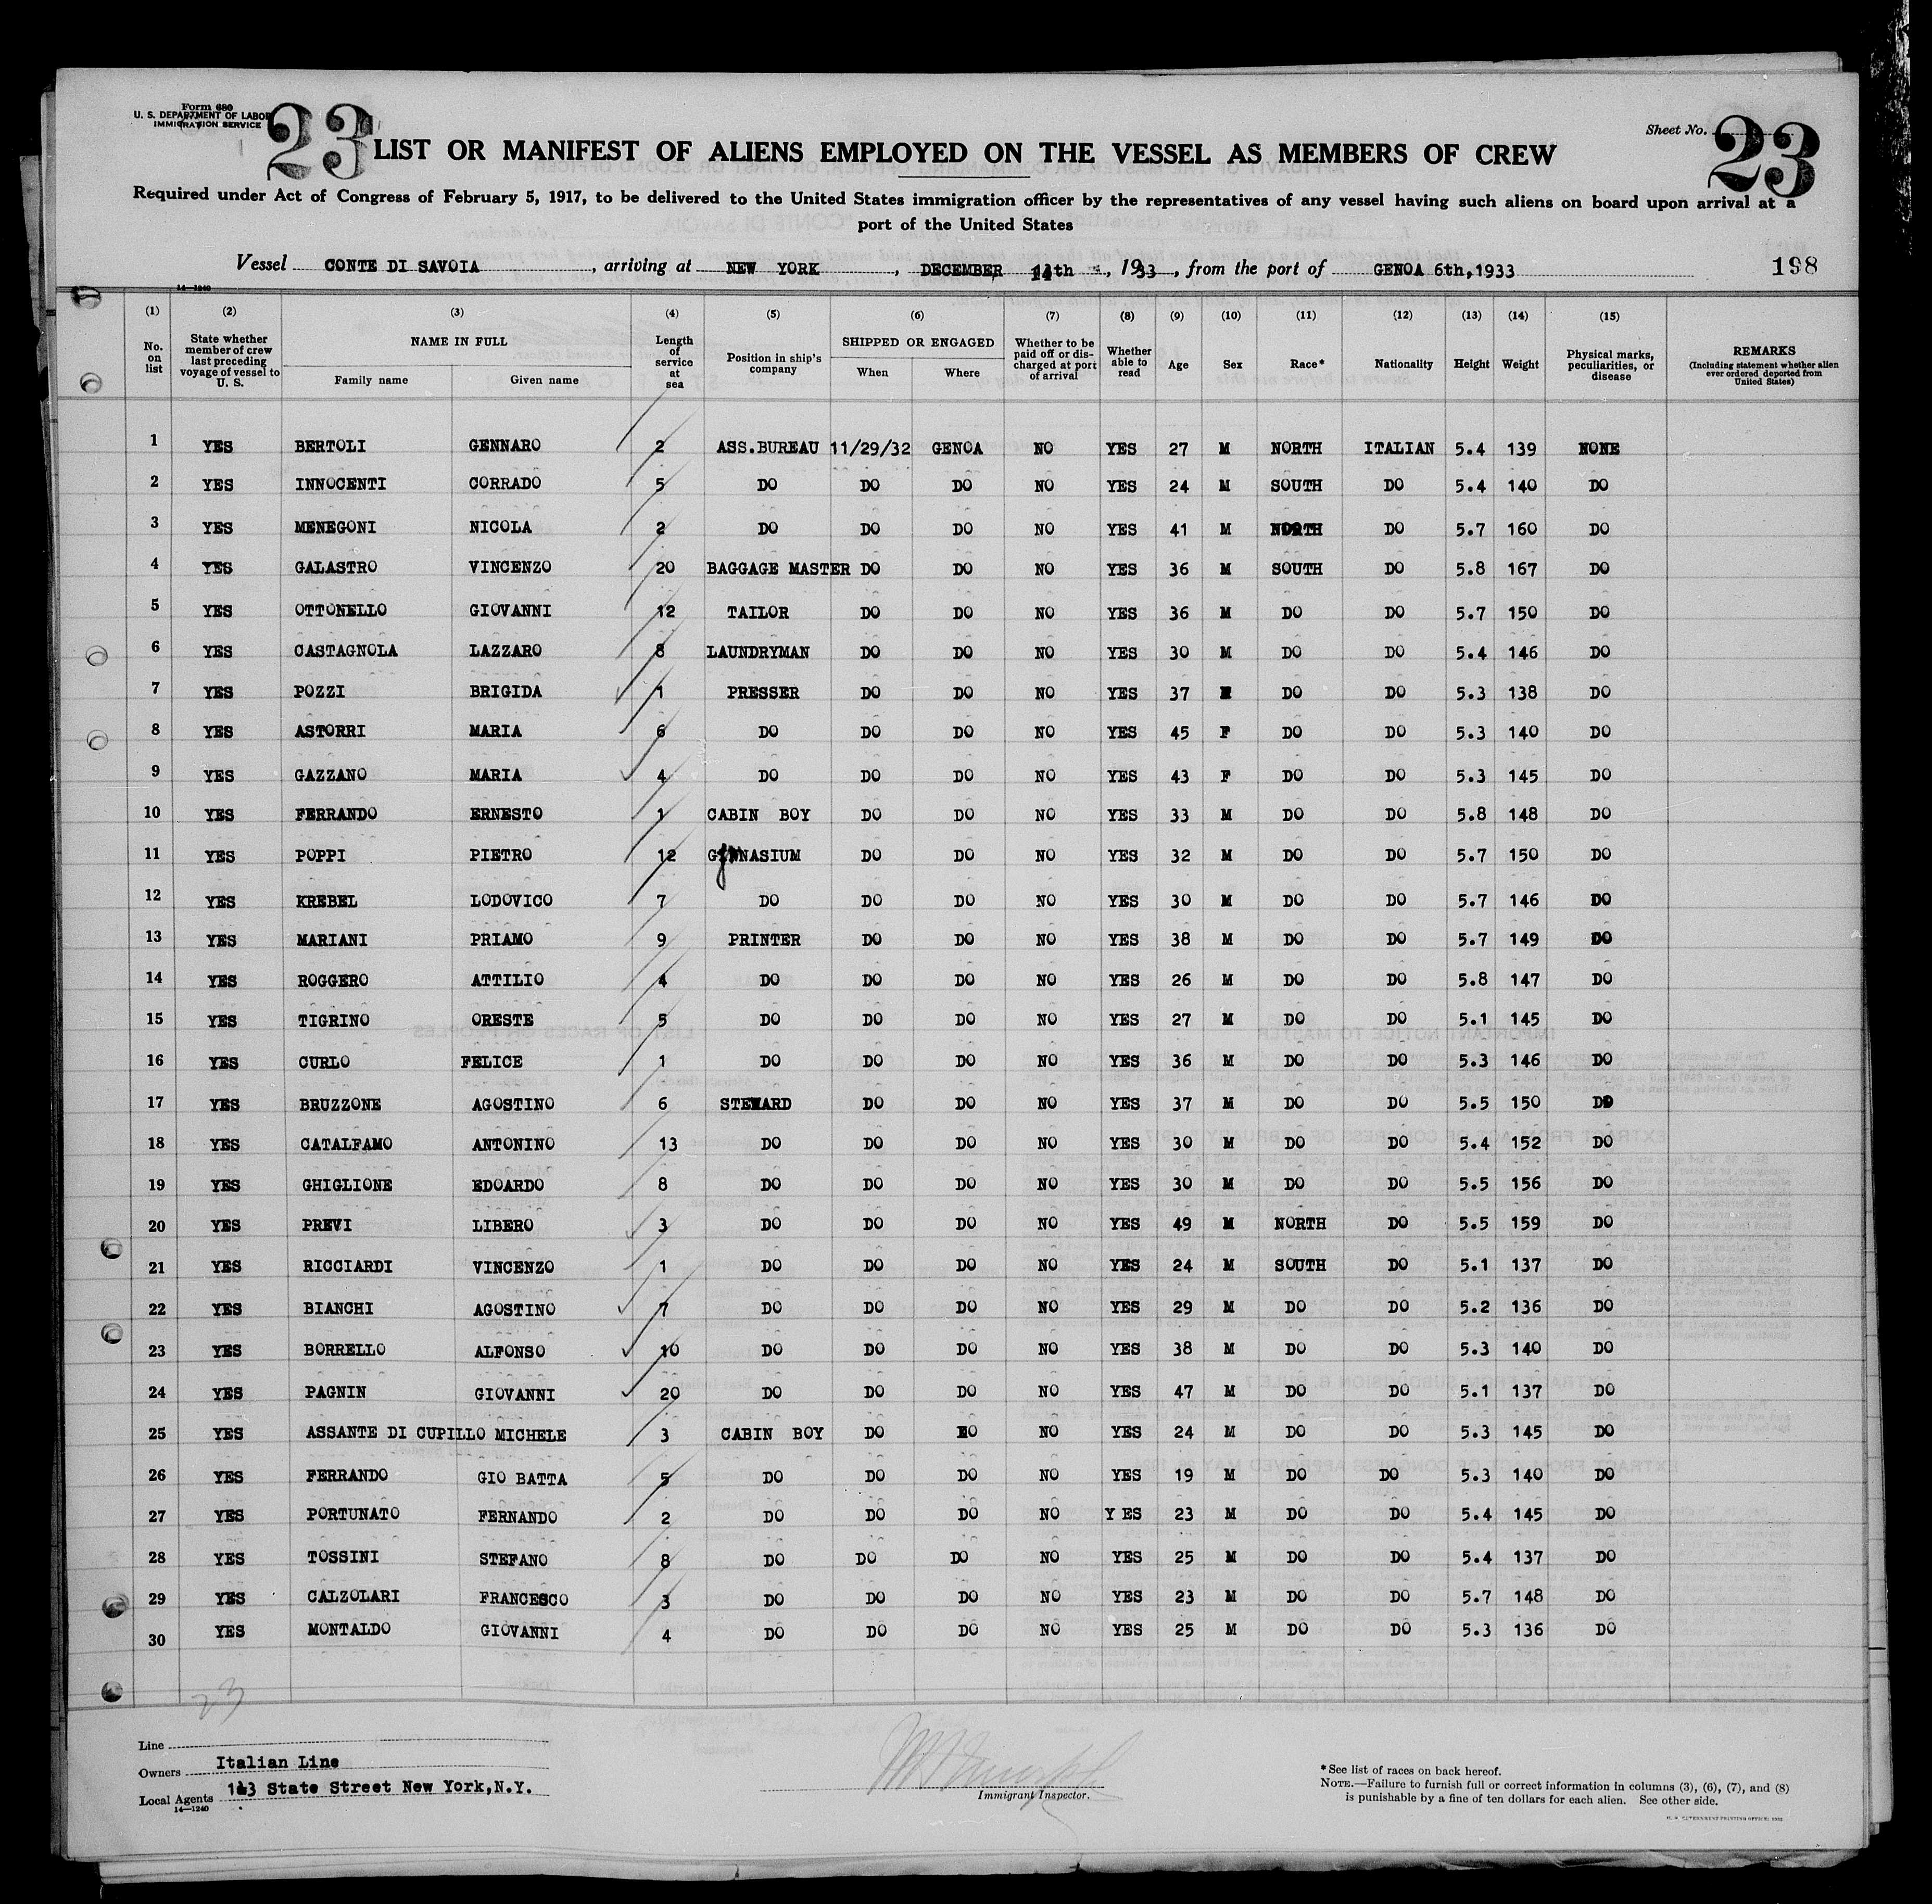 Form 680
U. S. DEPARTMENT OF LABOR
IMMIGRATION SERVICE
23
Sheet No. 23
LIST OR MANIFEST OF ALIENS EMPLOYED ON THE VESSEL AS MEMBERS OF CREW
Required under Act of Congress of February 5, 1917, to be delivered to the United States immigration officer by the representatives of any vessel having such aliens on board upon arrival at a
port of the United States
Vessel CONTE DI SAVOIA, arriving at NEW YORK, DECEMBER 14th, 1933, from the port of GENOA 6th,1933 198
14—1240
(1) (2) (3) (4) (5) (6) (7) (8) (9) (10) (11) (12) (13) (14) (15)
No. on list State whether member of crew last preceding voyage of vessel to U. S. NAME IN FULL Family name Given name Length of service at sea Position in ship's company SHIPPED OR ENGAGED When Where Whether to be paid off or discharged at port of arrival Whether able to read Age Sex Race* Nationality Height Weight Physical marks, peculiarities, or disease REMARKS (Including statement whether alien ever ordered deported from United States)
1 YES BERTOLI GENNARO 2 ASS.BUREAU 11/29/32 GENOA NO YES 27 M NORTH ITALIAN 5.4 139 NONE
2 YES INNOCENTI CORRADO 5 DO DO DO NO YES 24 M SOUTH DO 5.4 140 DO
3 YES MENEGONI NICOLA 2 DO DO DO NO YES 41 M NORTH DO 5.7 160 DO
4 YES GALASTRO VINCENZO 20 BAGGAGE MASTER DO DO NO YES 36 M SOUTH DO 5.8 167 DO
5 YES OTTONELLO GIOVANNI 12 TAILOR DO DO NO YES 36 M DO DO 5.7 150 DO
6 YES CASTAGNOLA LAZZARO 8 LAUNDRYMAN DO DO NO YES 30 M DO DO 5.4 146 DO
7 YES POZZI BRIGIDA 1 PRESSER DO DO NO YES 37 F DO DO 5.3 138 DO
8 YES ASTORRI MARIA 6 DO DO DO NO YES 45 F DO DO 5.3 140 DO
9 YES GAZZANO MARIA 4 DO DO DO NO YES 43 F DO DO 5.3 145 DO
10 YES FERRANDO ERNESTO 1 CABIN BOY DO DO NO YES 33 M DO DO 5.8 148 DO
11 YES POPPI PIETRO 12 GYMNASIUM DO DO NO YES 32 M DO DO 5.7 150 DO
12 YES KREBEL LODOVICO 7 DO DO DO NO YES 30 M DO DO 5.7 146 DO
13 YES MARIANI PRIAMO 9 PRINTER DO DO NO YES 38 M DO DO 5.7 149 DO
14 YES ROGGERO ATTILIO 4 DO DO DO NO YES 26 M DO DO 5.8 147 DO
15 YES TIGRINO ORESTE 5 DO DO DO NO YES 27 M DO DO 5.1 145 DO
16 YES CURLO FELICE 1 DO DO DO NO YES 36 M DO DO 5.3 146 DO
17 YES BRUZZONE AGOSTINO 6 STEWARD DO DO NO YES 37 M DO DO 5.5 150 DO
18 YES CATALFAMO ANTONINO 13 DO DO DO NO YES 30 M DO DO 5.4 152 DO
19 YES GHIGLIONE EDOARDO 8 DO DO DO NO YES 30 M DO DO 5.5 156 DO
20 YES PREVI LIBERO 3 DO DO DO NO YES 49 M NORTH DO 5.5 159 DO
21 YES RICCIARDI VINCENZO 1 DO DO DO NO YES 24 M SOUTH DO 5.1 137 DO
22 YES BIANCHI AGOSTINO 7 DO DO DO NO YES 29 M DO DO 5.2 136 DO
23 YES BORRELLO ALFONSO 10 DO DO DO NO YES 38 M DO DO 5.3 140 DO
24 YES PAGNIN GIOVANNI 20 DO DO DO NO YES 47 M DO DO 5.1 137 DO
25 YES ASSANTE DI CUPILLO MICHELE 3 CABIN BOY DO DO NO YES 24 M DO DO 5.3 145 DO
26 YES FERRANDO GIO BATTA 5 DO DO DO NO YES 19 M DO DO 5.3 140 DO
27 YES PORTUNATO FERNANDO 2 DO DO DO NO Y ES 23 M DO DO 5.4 145 DO
28 YES TOSSINI STEFANO 8 DO DO DO NO YES 25 M DO DO 5.4 137 DO
29 YES CALZOLARI FRANCESCO 3 DO DO DO NO YES 23 M DO DO 5.7 148 DO
30 YES MONTALDO GIOVANNI 4 DO DO DO NO YES 25 M DO DO 5.3 136 DO
23
Line
Owners Italian Line
Local Agents 1 3 State Street New York,N.Y.
14—1240
Immigrant Inspector.
*See list of races on back hereof.
NOTE.—Failure to furnish full or correct information in columns (3), (6), (7), and (8)
is punishable by a fine of ten dollars for each alien. See other side.
U. S. GOVERNMENT PRINTING OFFICE: 1932